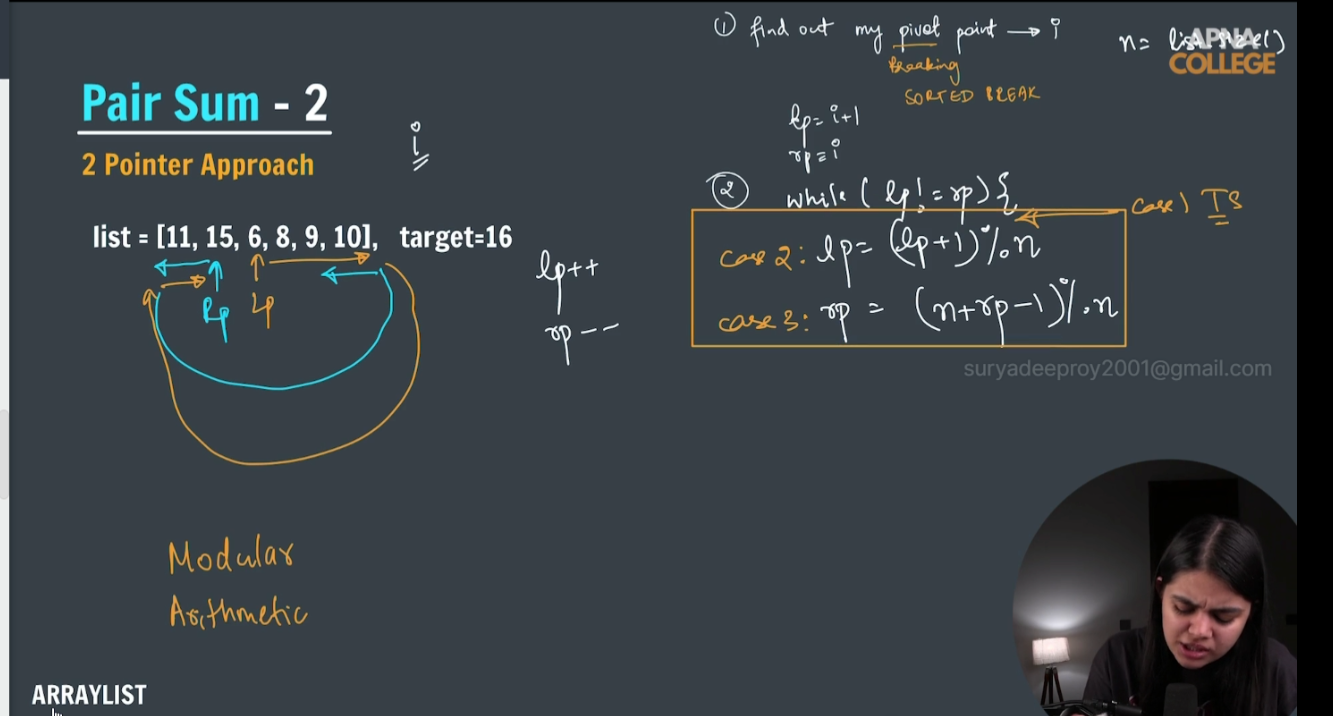 ① find out my pivot point → i
Breaking
SORTED BREAK
n= list.size()
APNA
COLLEGE
Pair Sum - 2
2 Pointer Approach
i
lp= i+1
rp= i
② while ( lp != rp ) {
case 1 TS
list = [11, 15, 6, 8, 9, 10], target=16
Rp Lp
lp++
rp--
case 2: lp= (lp+1)%n
case 3: rp = (n+rp-1)%n
suryadeeproy2001@gmail.com
Modular
Arithmetic
ARRAYLIST